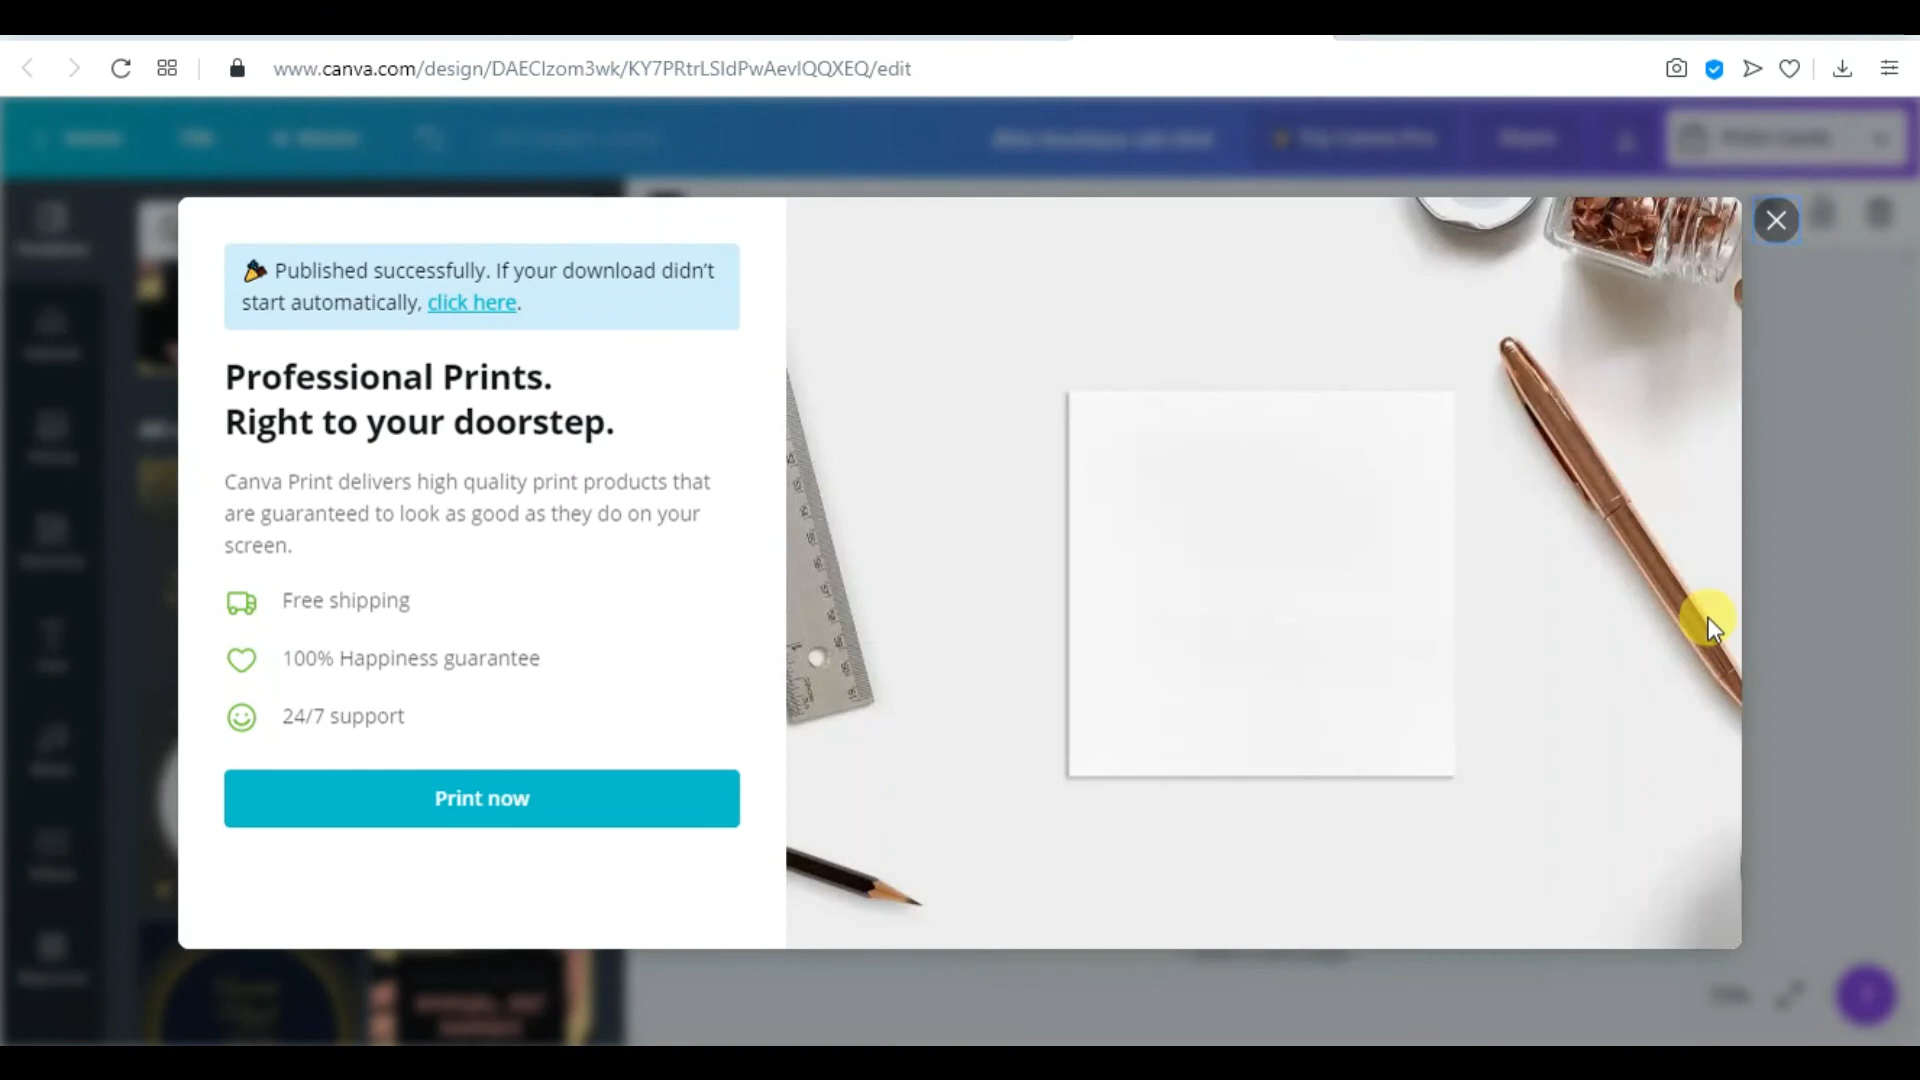 www.canva.com/design/DAEClzom3wk/KY7PRtrLSIdPwAevlQQXEQ/edit
Published successfully. If your download didn't
start automatically, click here.
Professional Prints.
Right to your doorstep.
Canva Print delivers high quality print products that
are guaranteed to look as good as they do on your
screen.
Free shipping
100% Happiness guarantee
24/7 support
Print now